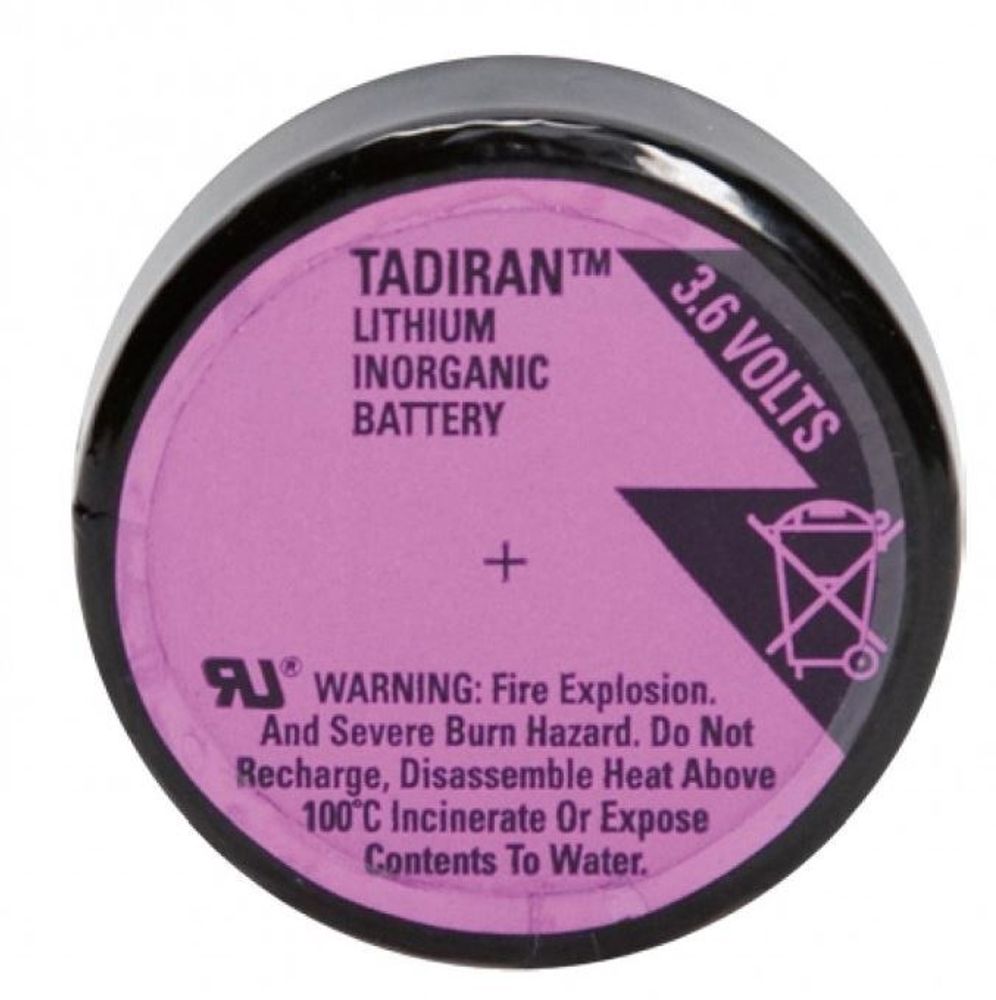 TADIRAN™
LITHIUM
INORGANIC
BATTERY
3.6 VOLTS
+
RU® WARNING: Fire Explosion.
And Severe Burn Hazard. Do Not
Recharge, Disassemble Heat Above
100°C Incinerate Or Expose
Contents To Water.